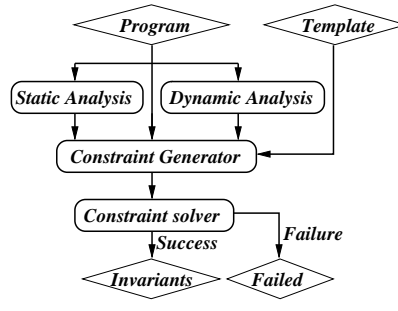 Program
Template
Static Analysis
Dynamic Analysis
Constraint Generator
Constraint solver
Success
Failure
Invariants
Failed